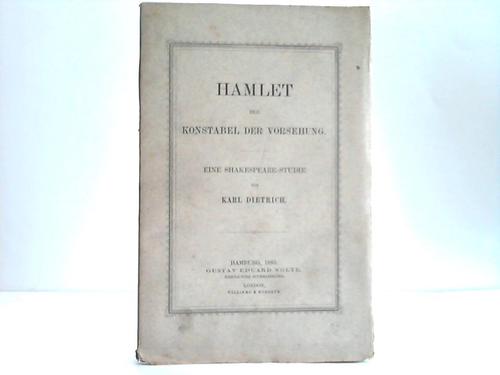 HAMLET
DER
KONSTABEL DER VORSEHUNG.
EINE SHAKESPEARE-STUDIE
VON
KARL DIETRICH.
HAMBURG, 1883.
GUSTAV EDUARD NOLTE,
LONDON,
WILLIAMS & NORGATE.